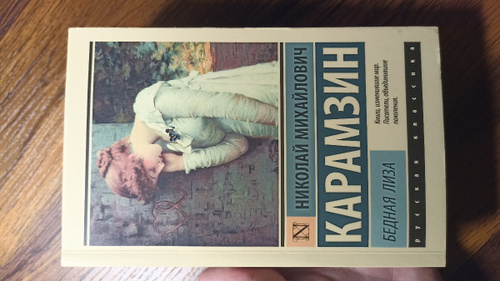 НИКОЛАЙ МИХАЙЛОВИЧ
КАРАМЗИН
Книги, изменившие мир.
Писатели, объединившие
поколения.
БЕДНАЯ ЛИЗА
русская классика